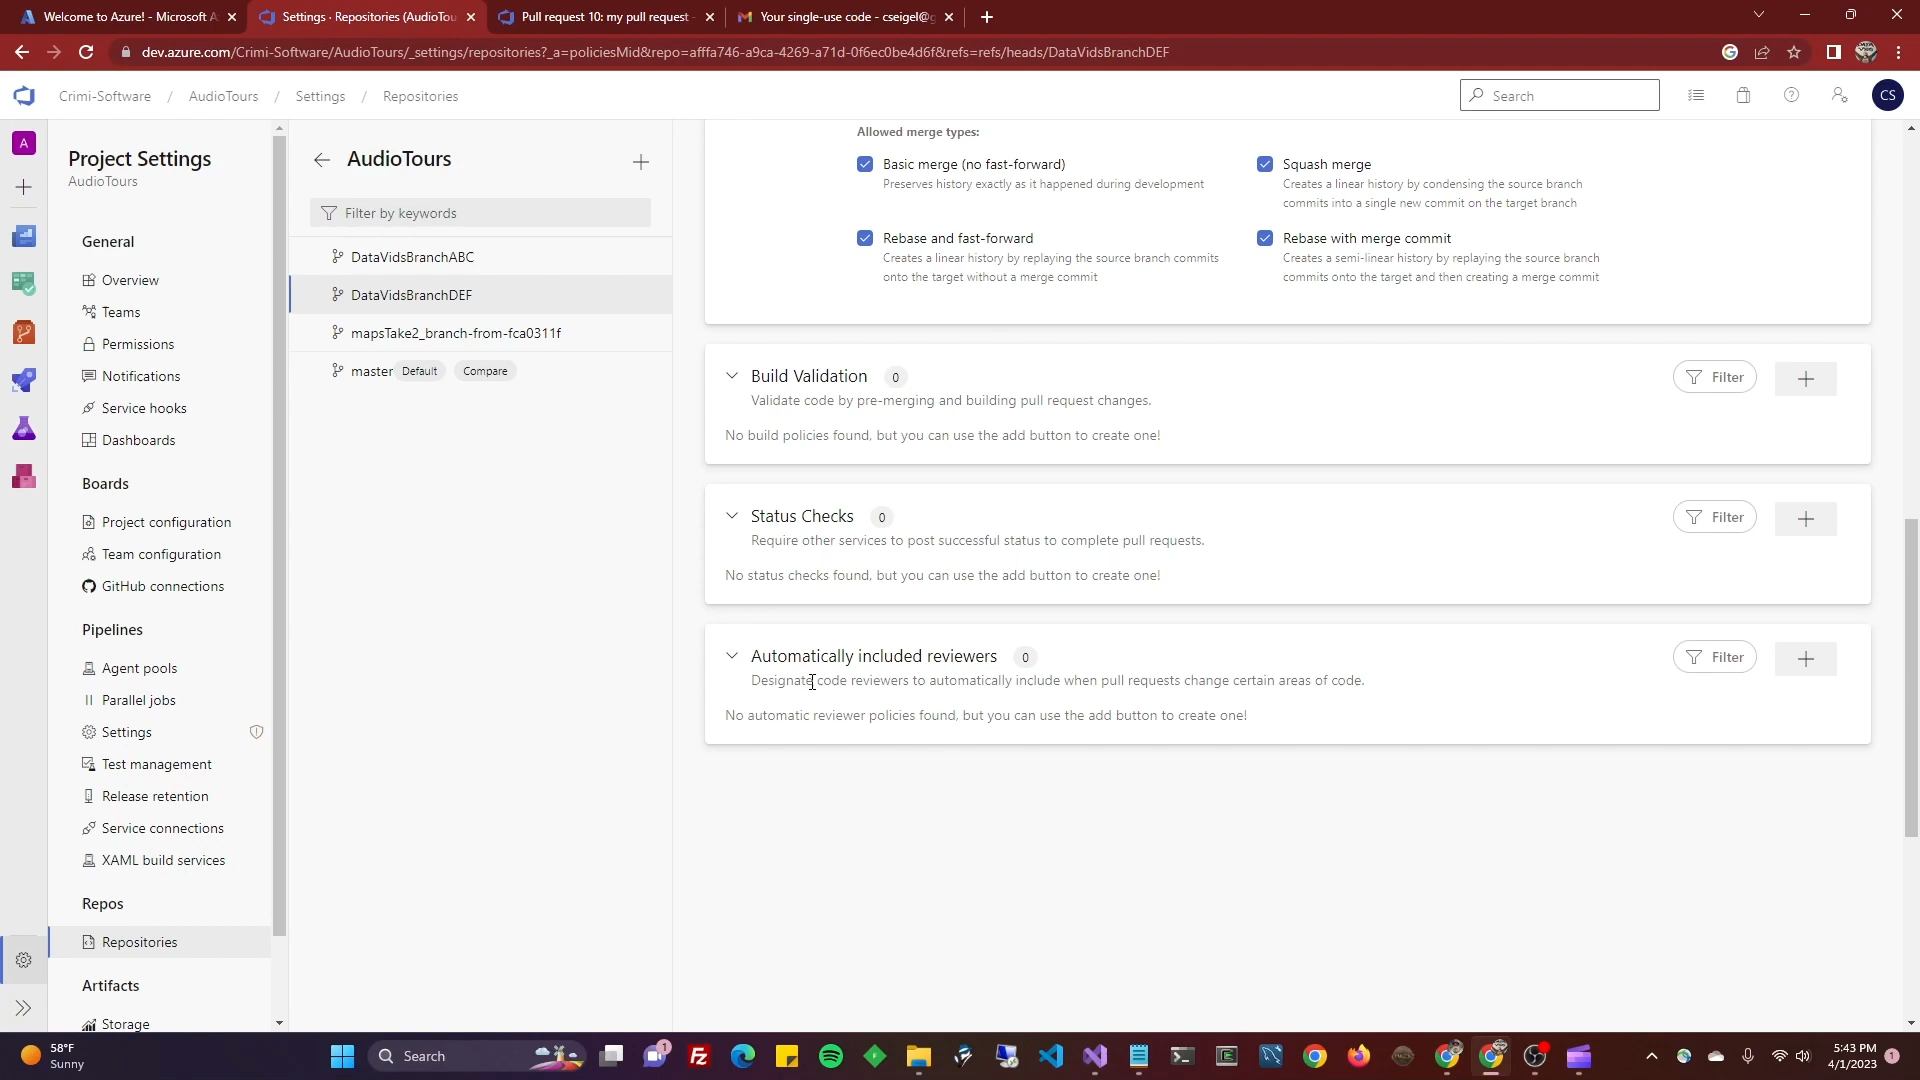 Welcome to Azure! - Microsoft A
Settings · Repositories (AudioTou
Pull request 10: my pull request -
Your single-use code - cseigel@g
dev.azure.com/Crimi-Software/AudioTours/_settings/repositories?_a=policiesMid&repo=afffa746-a9ca-4269-a71d-0f6ec0be4d6f&refs=refs/heads/DataVidsBranchDEF
Crimi-Software / AudioTours / Settings / Repositories
Search
CS
A
Project Settings
AudioTours
General
Overview
Teams
Permissions
Notifications
Service hooks
Dashboards
Boards
Project configuration
Team configuration
GitHub connections
Pipelines
Agent pools
Parallel jobs
Settings
Test management
Release retention
Service connections
XAML build services
Repos
Repositories
Artifacts
Storage
AudioTours
Filter by keywords
DataVidsBranchABC
DataVidsBranchDEF
mapsTake2_branch-from-fca0311f
master Default Compare
Allowed merge types:
Basic merge (no fast-forward)
Preserves history exactly as it happened during development
Squash merge
Creates a linear history by condensing the source branch
commits into a single new commit on the target branch
Rebase and fast-forward
Creates a linear history by replaying the source branch commits
onto the target without a merge commit
Rebase with merge commit
Creates a semi-linear history by replaying the source branch
commits onto the target and then creating a merge commit
Build Validation 0
Filter
Validate code by pre-merging and building pull request changes.
No build policies found, but you can use the add button to create one!
Status Checks 0
Filter
Require other services to post successful status to complete pull requests.
No status checks found, but you can use the add button to create one!
Automatically included reviewers 0
Filter
Designate code reviewers to automatically include when pull requests change certain areas of code.
No automatic reviewer policies found, but you can use the add button to create one!
58°F
Sunny
Search
1
5:43 PM
4/1/2023
1